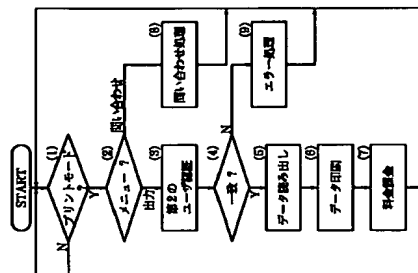 START
(1)
プリントモード?
N
Y
(2)
メニュー?
問い合わせ
出力
(8)
問い合わせ処理
(3)
第2の
ユーザ認証
(4)
一致?
N
Y
(9)
エラー処理
(5)
データ読み出し
(6)
データ印刷
(7)
料金課金